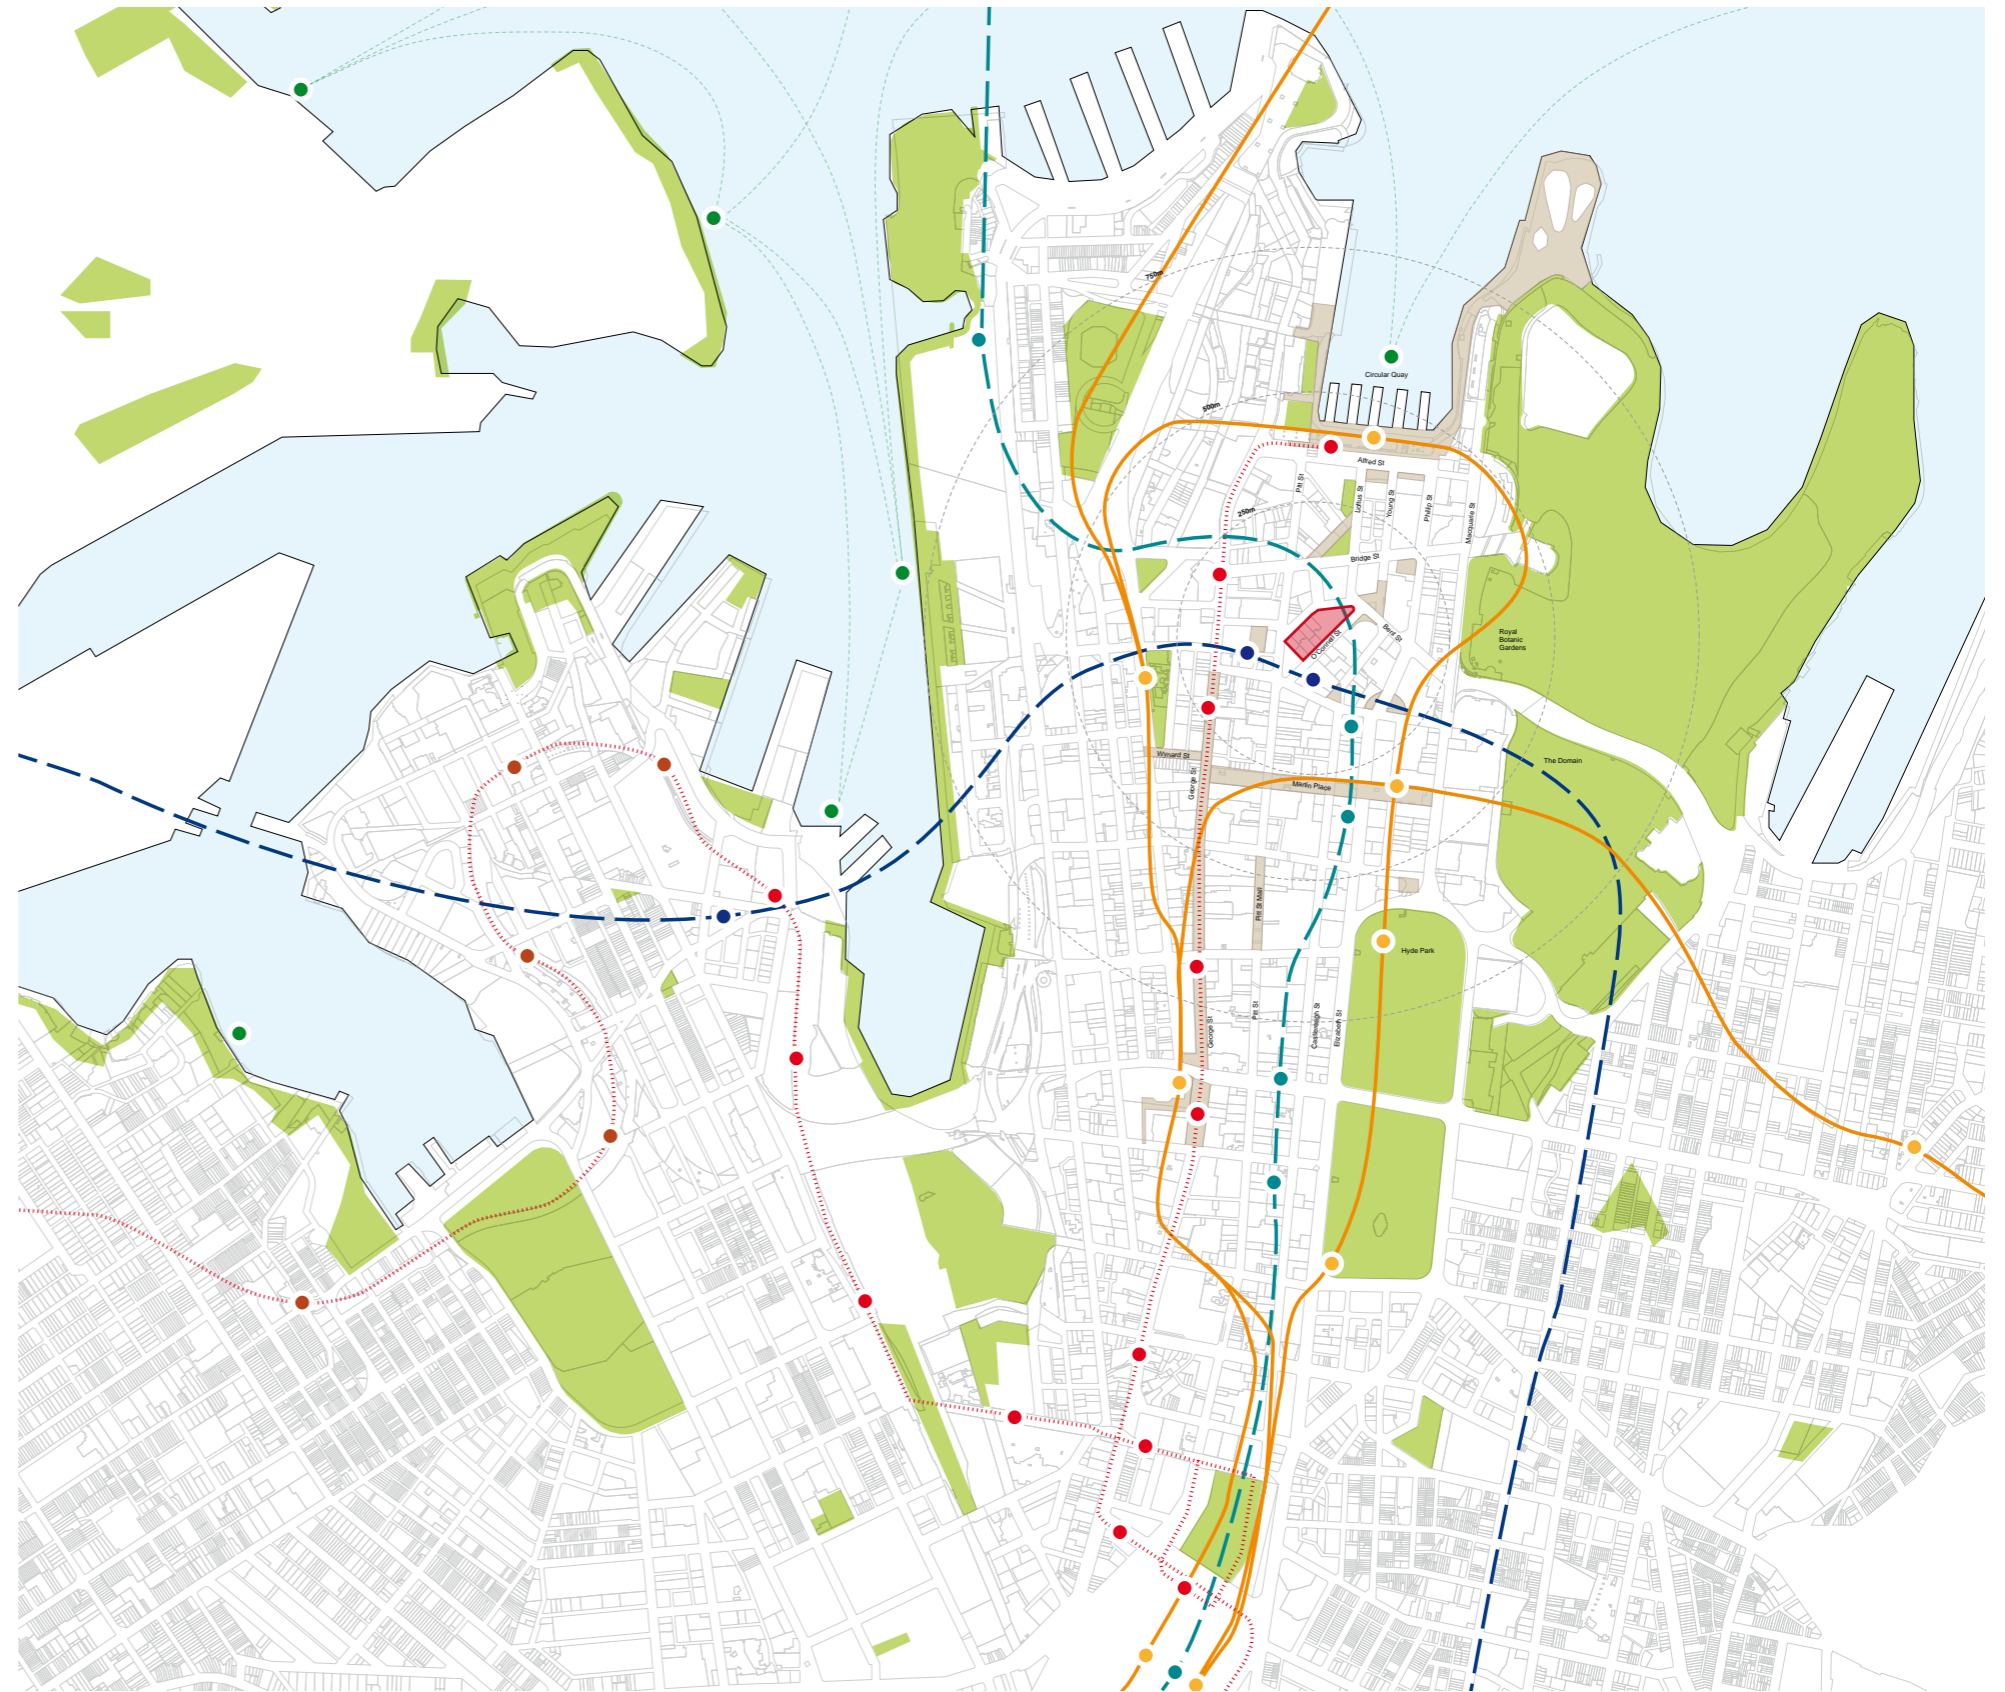 750m
Circular Quay
500m
Alfred St
Pitt St
Loftus St
Young St
Phillip St
Macquarie St
250m
Bridge St
Bent St
O'Connell St
Royal
Botanic
Gardens
Wynard St
The Domain
George St
Martin Place
Pitt St Mall
Hyde Park
Pitt St
George St
Castlereagh St
Elizabeth St